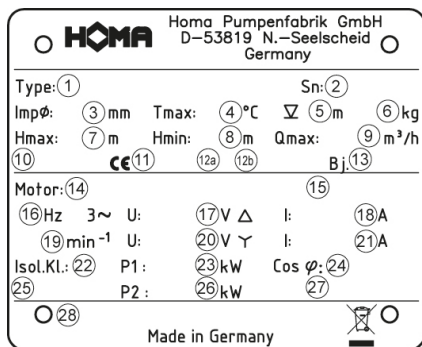 HOMA Homa Pumpenfabrik GmbH
D-53819 N.-Seelscheid
Germany
Type: 1 Sn: 2
Impø: 3 mm Tmax: 4 °C 5 m 6 kg
Hmax: 7 m Hmin: 8 m Qmax: 9 m³/h
10 CE 11 12a 12b Bj. 13
Motor: 14 15
16 Hz 3~ U: 17 V △ I: 18 A
19 min⁻¹ U: 20 V Y I: 21 A
Isol.Kl.: 22 P1: 23 kW Cos φ: 24
25 P2: 26 kW 27
28
Made in Germany